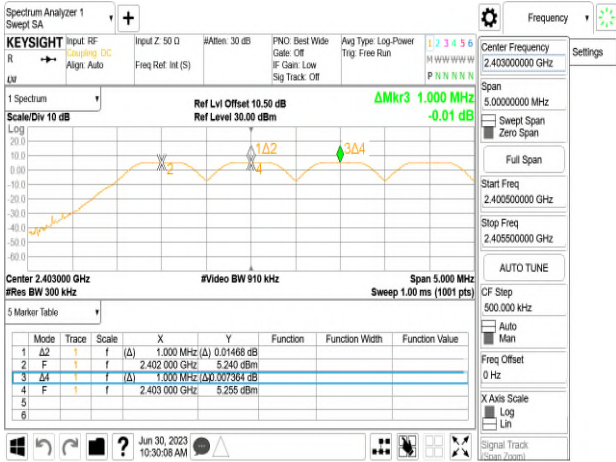 Spectrum Analyzer 1
Swept SA
+
Frequency
KEYSIGHT
R
Input: RF
Coupling: DC
Align: Auto
Input Z: 50 Ω
Freq Ref: Int (S)
#Atten: 30 dB
PNO: Best Wide
Gate: Off
IF Gain: Low
Sig Track: Off
Avg Type: Log-Power
Trig: Free Run
1 2 3 4 5 6
M W W W W W
P N N N N N
Center Frequency
2.403000000 GHz
Settings
Span
5.00000000 MHz
Swept Span
Zero Span
Full Span
Start Freq
2.400500000 GHz
Stop Freq
2.405500000 GHz
AUTO TUNE
CF Step
500.000 kHz
Auto
Man
Freq Offset
0 Hz
X Axis Scale
Log
Lin
Signal Track
(Span Zoom)
1 Spectrum
Scale/Div 10 dB
Ref Lvl Offset 10.50 dB
Ref Level 30.00 dBm
ΔMkr3 1.000 MHz
-0.01 dB
Log
20.0
10.0
0.00
-10.0
-20.0
-30.0
-40.0
-50.0
-60.0
2
1Δ2
4
3Δ4
Center 2.403000 GHz
#Res BW 300 kHz
#Video BW 910 kHz
Span 5.000 MHz
Sweep 1.00 ms (1001 pts)
5 Marker Table
Mode Trace Scale X Y Function Function Width Function Value
1 Δ2 1 f (Δ) 1.000 MHz (Δ) 0.01468 dB
2 F 1 f 2.402 000 GHz 5.240 dBm
3 Δ4 1 f (Δ) 1.000 MHz (Δ) 0.007364 dB
4 F 1 f 2.403 000 GHz 5.255 dBm
5
6
?
Jun 30, 2023
10:30:08 AM